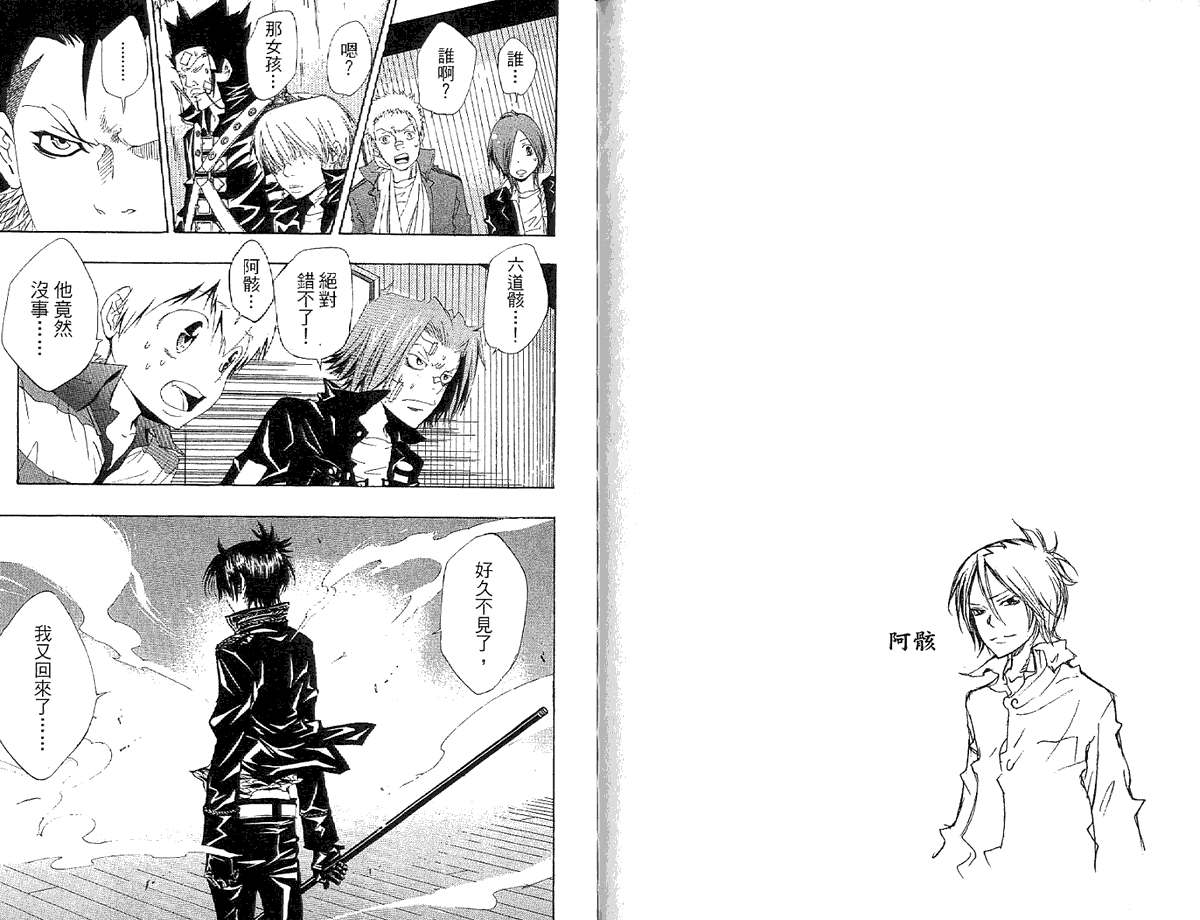 誰…
誰啊?
嗯?
那女孩…
………
六道骸…!
絕對
錯不了!
阿骸…
他竟然
沒事……
好久不見了,
我又回來了……
阿骸